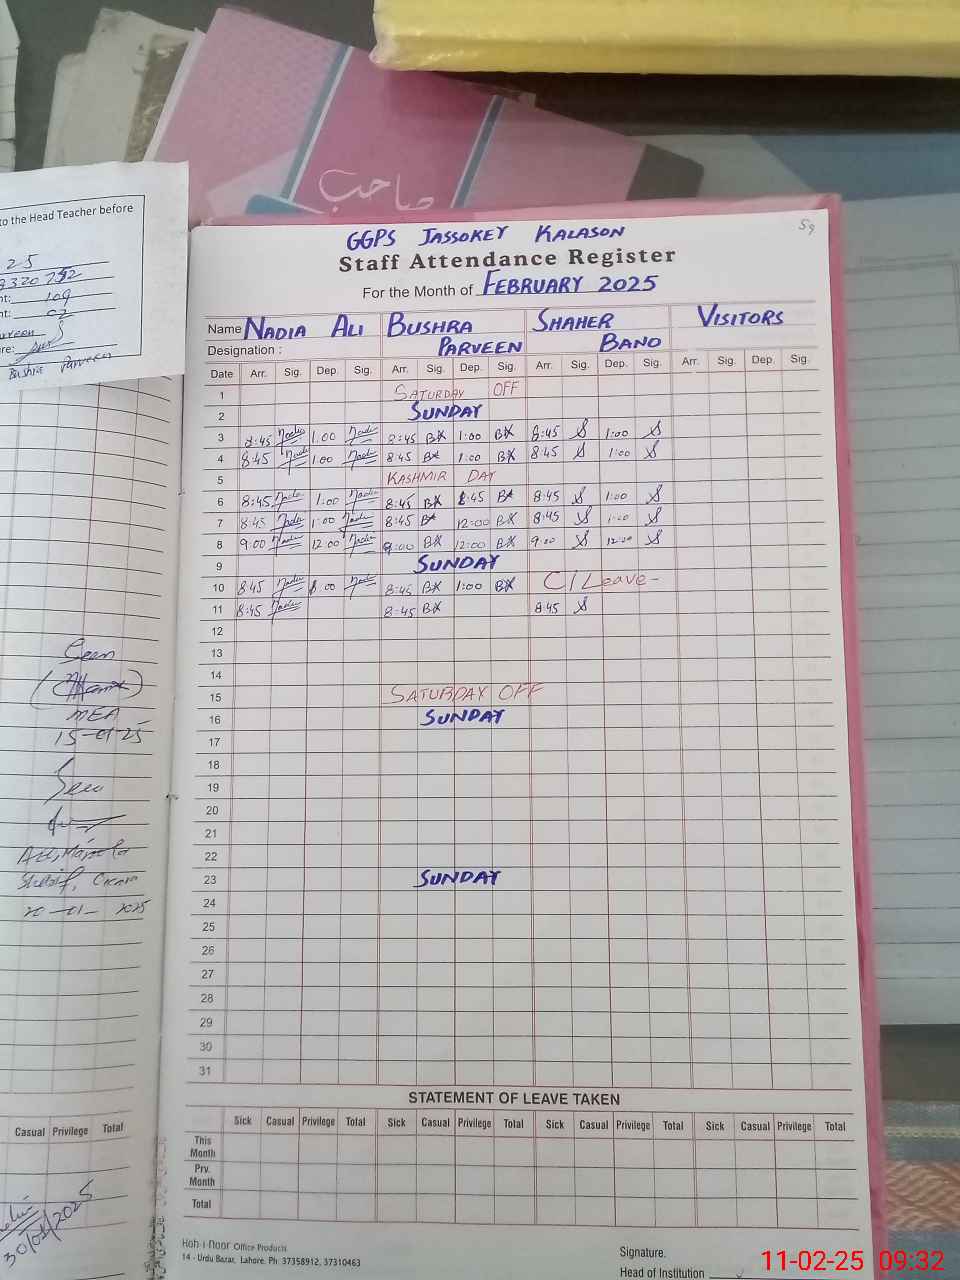 صاحب
to the Head Teacher before
25
109
02
Bushra Parveen
59
GGPS JASSOKEY KALASON
Staff Attendance Register
For the Month of FEBRUARY 2025
Name NADIA ALI BUSHRA PARVEEN SHAHER BANO VISITORS
Designation :
Date Arr. Sig. Dep. Sig. Arr. Sig. Dep. Sig. Arr. Sig. Dep. Sig. Arr. Sig. Dep. Sig.
1 SATURDAY OFF
2 SUNDAY
3 8:45 Nadia 1:00 Nadia 8:45 BK 1:00 BK 8:45 S 1:00 S
4 8:45 Nadia 1:00 Nadia 8:45 BK 1:00 BK 8:45 S 1:00 S
5 KASHMIR DAY
6 8:45 Nadia 1:00 Nadia 8:45 BK 8:45 BK 8:45 S 1:00 S
7 8:45 Nadia 1:00 Nadia 8:45 BK 12:00 BK 8:45 S 1:00 S
8 9:00 Nadia 12:00 Nadia 9:00 BK 12:00 BK 9:00 S 12:00 S
9 SUNDAY
10 8:45 Nadia 1:00 Nadia 8:45 BK 1:00 BK C/Leave-
11 8:45 Nadia 8:45 BK 8:45 S
12
13
14
15 SATURDAY OFF
16 SUNDAY
17
18
19
20
21
22
23 SUNDAY
24
25
26
27
28
29
30
31
Seen
MEA
15-01-25
Seen
20-01-2025
STATEMENT OF LEAVE TAKEN
Sick Casual Privilege Total Sick Casual Privilege Total Sick Casual Privilege Total Sick Casual Privilege Total
This Month
Prv. Month
Total
Casual Privilege Total
30/01/2025
Koh-i-Noor Office Products
14 - Urdu Bazar, Lahore. Ph: 37358912, 37310463
Signature.
Head of Institution
11-02-25 09:32